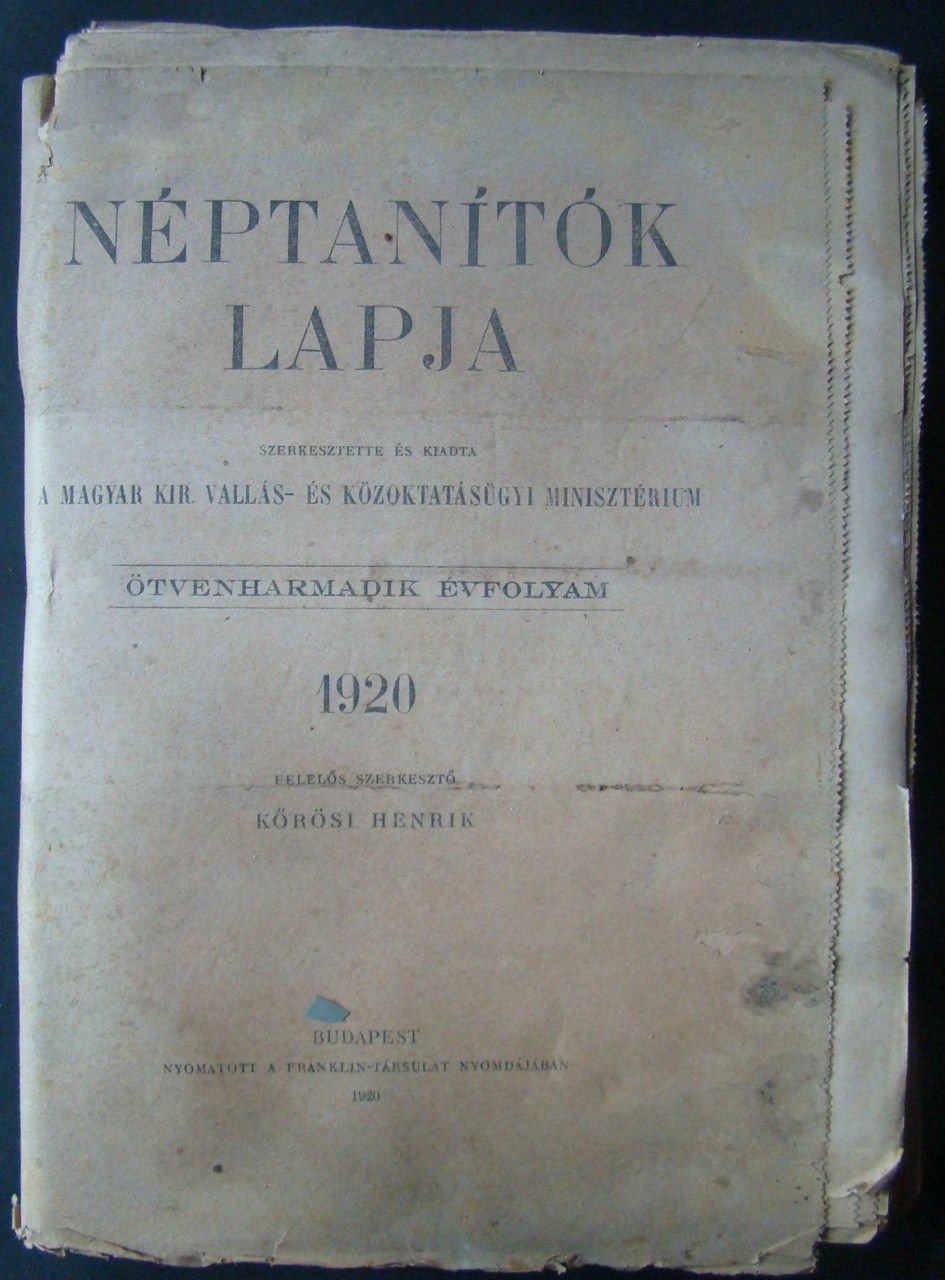 NÉPTANÍTÓK
LAPJA
SZERKESZTETTE ÉS KIADTA
A MAGYAR KIR. VALLÁS- ÉS KÖZOKTATÁSÜGYI MINISZTÉRIUM
ÖTVENHARMADIK ÉVFOLYAM
1920
FELELŐS SZERKESZTŐ
KŐRÖSI HENRIK
BUDAPEST
NYOMATOTT A FRANKLIN-TÁRSULAT NYOMDÁJÁBAN
1920